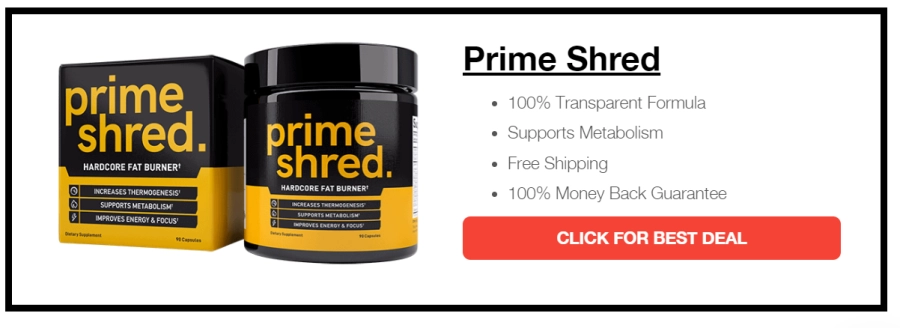 prime
shred.
HARDCORE FAT BURNER†
INCREASES THERMOGENESIS†
SUPPORTS METABOLISM†
IMPROVES ENERGY & FOCUS†
Dietary Supplement
90 Capsules
prime
shred.
HARDCORE FAT BURNER†
INCREASES THERMOGENESIS†
SUPPORTS METABOLISM†
IMPROVES ENERGY & FOCUS†
Dietary Supplement
90 Capsules
Prime Shred
• 100% Transparent Formula
• Supports Metabolism
• Free Shipping
• 100% Money Back Guarantee
CLICK FOR BEST DEAL